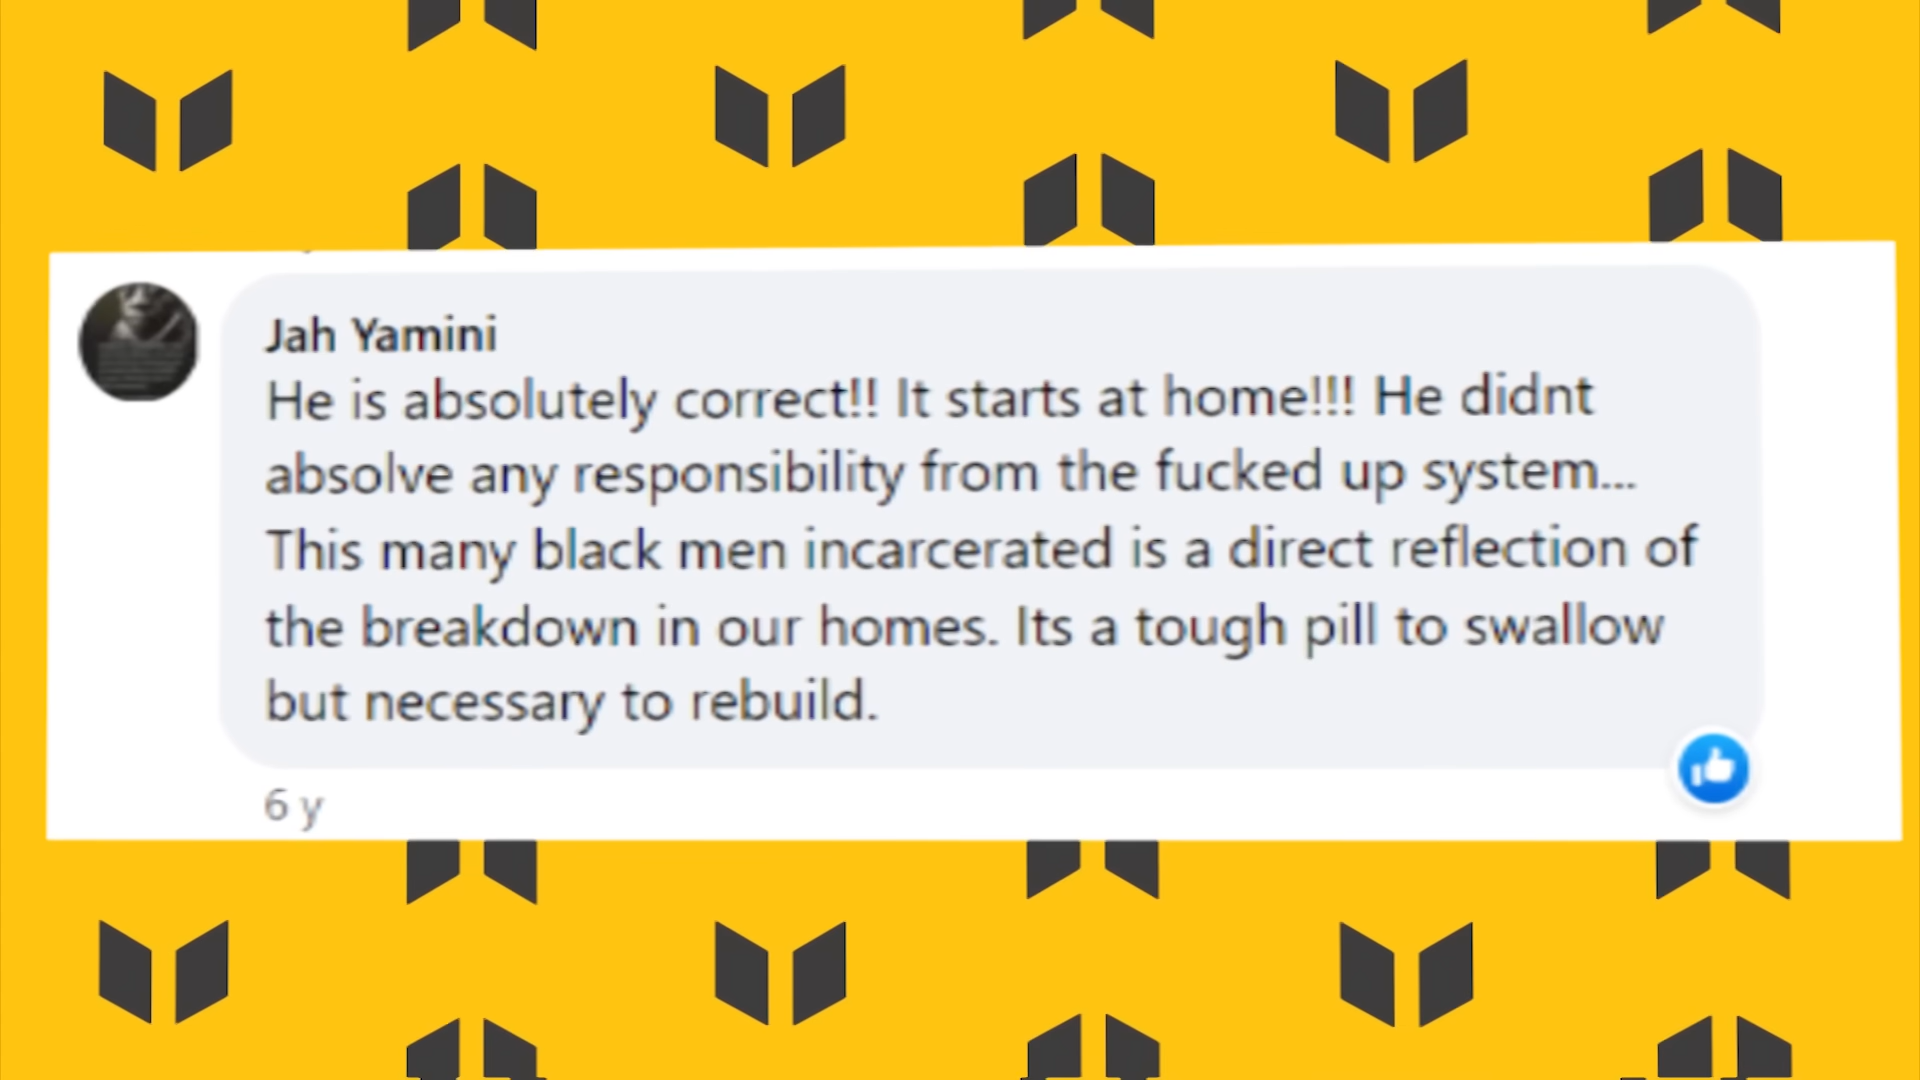 Jah Yamini
He is absolutely correct!! It starts at home!!! He didnt
absolve any responsibility from the fucked up system...
This many black men incarcerated is a direct reflection of
the breakdown in our homes. Its a tough pill to swallow
but necessary to rebuild.
6 y